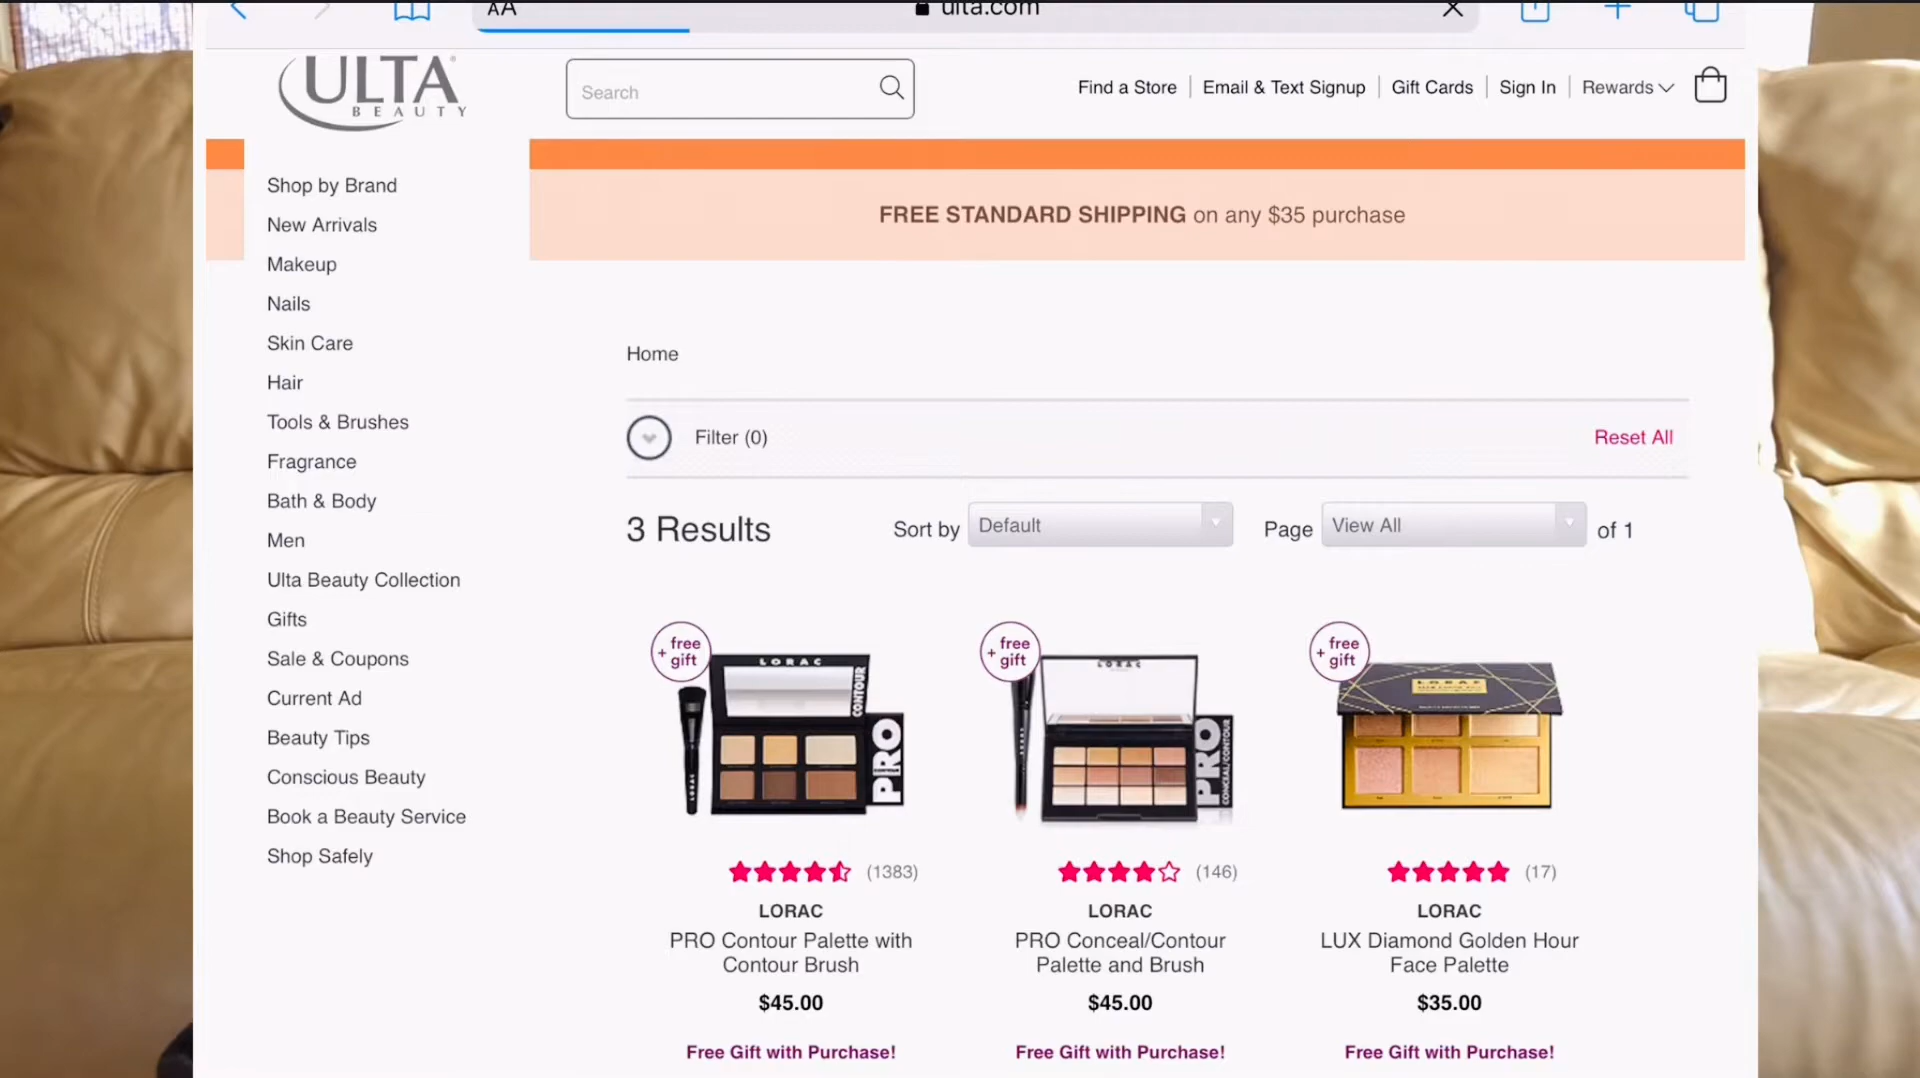 AA
ulta.com
ULTA
BEAUTY
Search
Find a Store
Email & Text Signup
Gift Cards
Sign In
Rewards
FREE STANDARD SHIPPING on any $35 purchase
Shop by Brand
New Arrivals
Makeup
Nails
Skin Care
Hair
Tools & Brushes
Fragrance
Bath & Body
Men
Ulta Beauty Collection
Gifts
Sale & Coupons
Current Ad
Beauty Tips
Conscious Beauty
Book a Beauty Service
Shop Safely
Home
Filter (0)
Reset All
3 Results
Sort by Default
Page View All of 1
+ free
gift
LORAC
CONTOUR
PRO
LORAC
(1383)
LORAC
PRO Contour Palette with
Contour Brush
$45.00
Free Gift with Purchase!
+ free
gift
LORAC
PRO
CONCEAL/CONTOUR
(146)
LORAC
PRO Conceal/Contour
Palette and Brush
$45.00
Free Gift with Purchase!
+ free
gift
LORAC
(17)
LORAC
LUX Diamond Golden Hour
Face Palette
$35.00
Free Gift with Purchase!